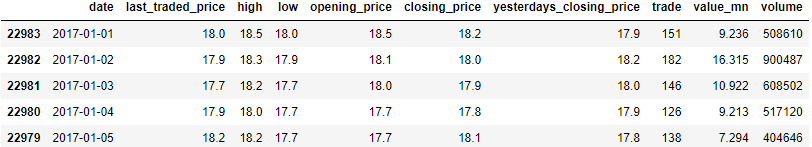 date last_traded_price high low opening_price closing_price yesterdays_closing_price trade value_mn volume
22983 2017-01-01 18.0 18.5 18.0 18.5 18.2 17.9 151 9.236 508610
22982 2017-01-02 17.9 18.3 17.9 18.1 18.0 18.2 182 16.315 900487
22981 2017-01-03 17.7 18.2 17.7 18.0 17.9 18.0 146 10.922 608502
22980 2017-01-04 17.9 18.0 17.7 17.7 17.8 17.9 126 9.213 517120
22979 2017-01-05 18.2 18.2 17.7 17.7 18.1 17.8 138 7.294 404646